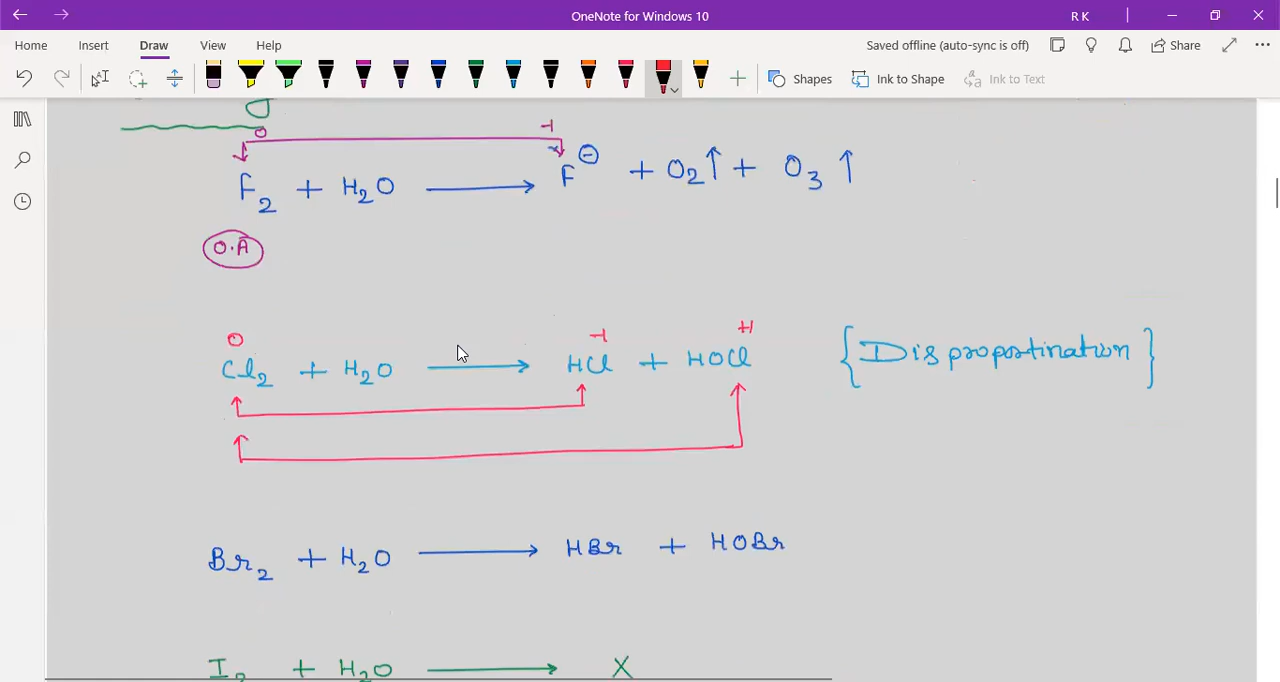 OneNote for Windows 10
R K
Home Insert Draw View Help
Saved offline (auto-sync is off) Share
Shapes Ink to Shape Ink to Text
0 -1
F₂ + H₂O ⟶ F⊖ + O₂↑ + O₃↑
O.A
0 -1 +1
Cl₂ + H₂O ⟶ HCl + HOCl {Disproportination}
Br₂ + H₂O ⟶ HBr + HOBr
I₂ + H₂O ⟶ X